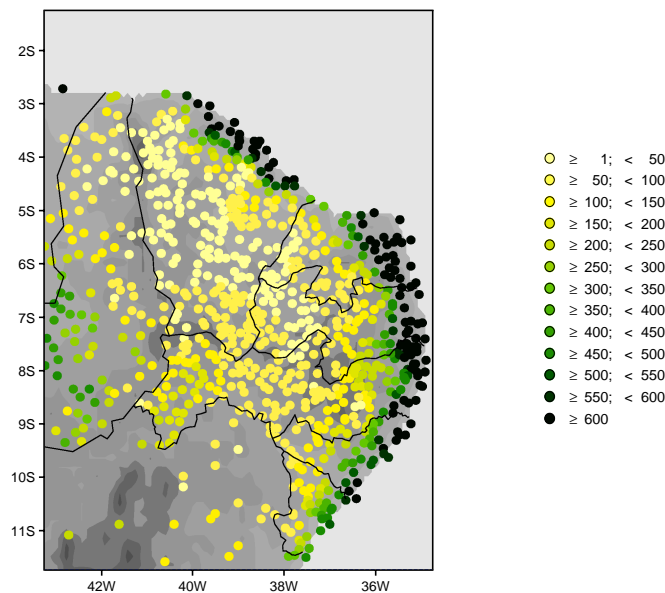 2S
3S
4S
5S
6S
7S
8S
9S
10S
11S
42W 40W 38W 36W
≥ 1; < 50
≥ 50; < 100
≥ 100; < 150
≥ 150; < 200
≥ 200; < 250
≥ 250; < 300
≥ 300; < 350
≥ 350; < 400
≥ 400; < 450
≥ 450; < 500
≥ 500; < 550
≥ 550; < 600
≥ 600